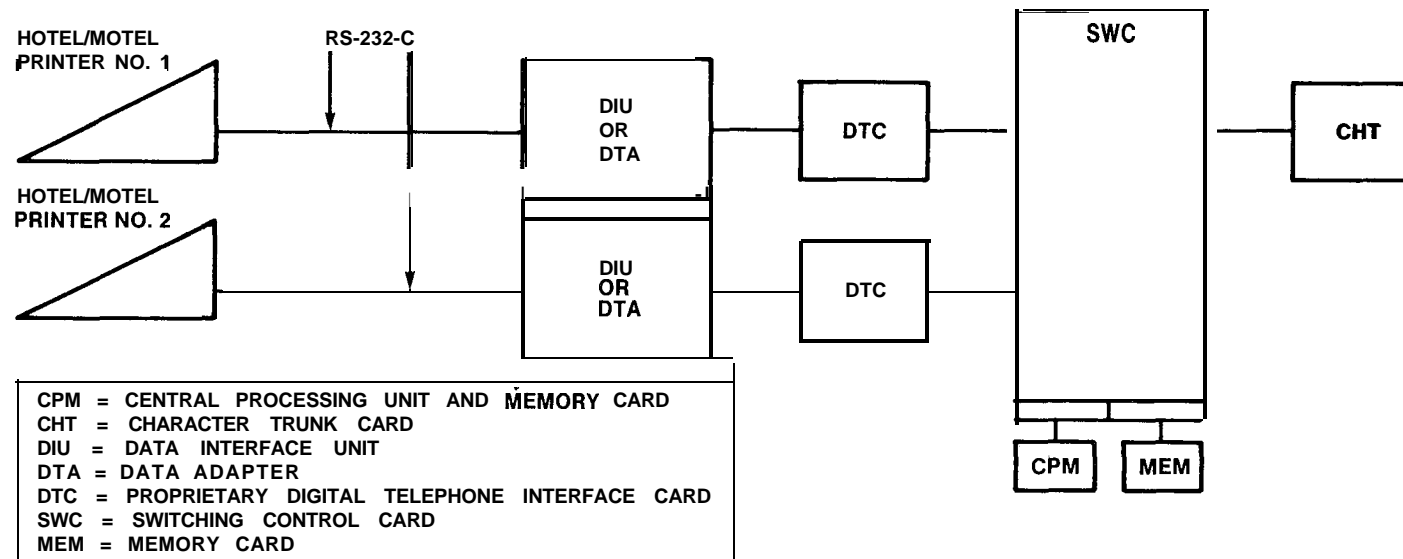 HOTEL/MOTEL
PRINTER NO. 1
RS-232-C
DIU
OR
DTA
DTC
SWC
CHT
HOTEL/MOTEL
PRINTER NO. 2
DIU
OR
DTA
DTC
CPM
MEM
CPM = CENTRAL PROCESSING UNIT AND MEMORY CARD
CHT = CHARACTER TRUNK CARD
DIU = DATA INTERFACE UNIT
DTA = DATA ADAPTER
DTC = PROPRIETARY DIGITAL TELEPHONE INTERFACE CARD
SWC = SWITCHING CONTROL CARD
MEM = MEMORY CARD